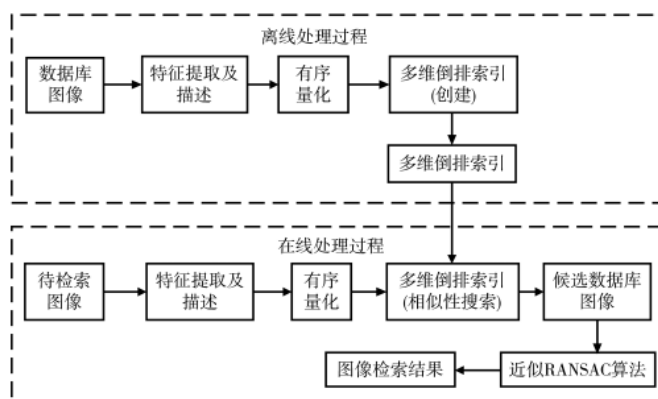 离线处理过程
数据库
图像
特征提取及
描述
有序
量化
多维倒排索引
(创建)
多维倒排索引
在线处理过程
待检索
图像
特征提取及
描述
有序
量化
多维倒排索引
(相似性搜索)
候选数据库
图像
图像检索结果
近似RANSAC算法